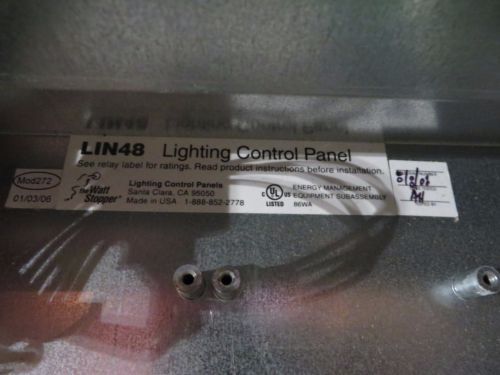 LIN48 Lighting Control Panel
See relay label for ratings. Read product instructions before installation.
Mod272
01/03/06
the Watt
Stopper®
Lighting Control Panels
Santa Clara, CA 95050
Made in USA 1-888-852-2778
C UL US
LISTED
ENERGY MANAGEMENT
EQUIPMENT SUBASSEMBLY
86WA